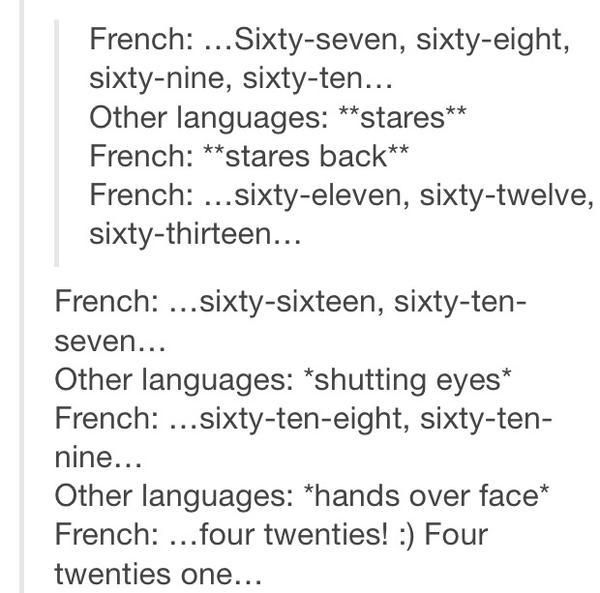 French: …Sixty-seven, sixty-eight,
sixty-nine, sixty-ten…
Other languages: **stares**
French: **stares back**
French: …sixty-eleven, sixty-twelve,
sixty-thirteen…
French: …sixty-sixteen, sixty-ten-
seven…
Other languages: *shutting eyes*
French: …sixty-ten-eight, sixty-ten-
nine…
Other languages: *hands over face*
French: …four twenties! :) Four
twenties one…